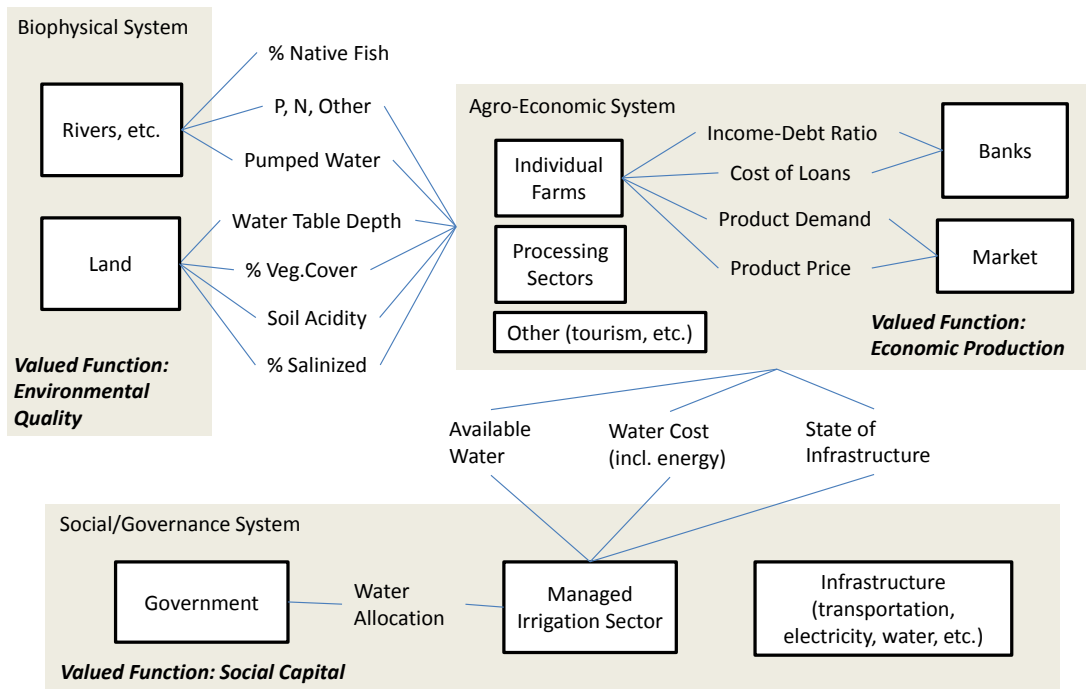 Biophysical System
Rivers, etc.
Land
Valued Function:
Environmental
Quality
% Native Fish
P, N, Other
Pumped Water
Water Table Depth
% Veg.Cover
Soil Acidity
% Salinized
Agro-Economic System
Individual
Farms
Processing
Sectors
Other (tourism, etc.)
Income-Debt Ratio
Cost of Loans
Product Demand
Product Price
Banks
Market
Valued Function:
Economic Production
Available
Water
Water Cost
(incl. energy)
State of
Infrastructure
Social/Governance System
Government
Water
Allocation
Managed
Irrigation Sector
Infrastructure
(transportation,
electricity, water, etc.)
Valued Function: Social Capital